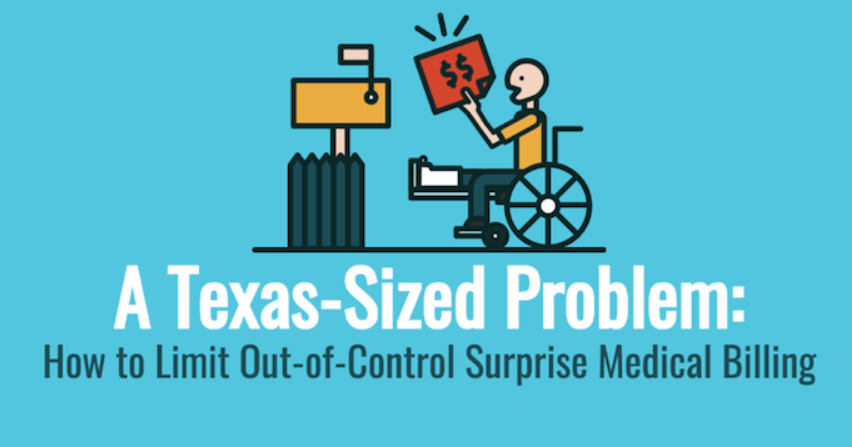 $$
A Texas-Sized Problem:
How to Limit Out-of-Control Surprise Medical Billing